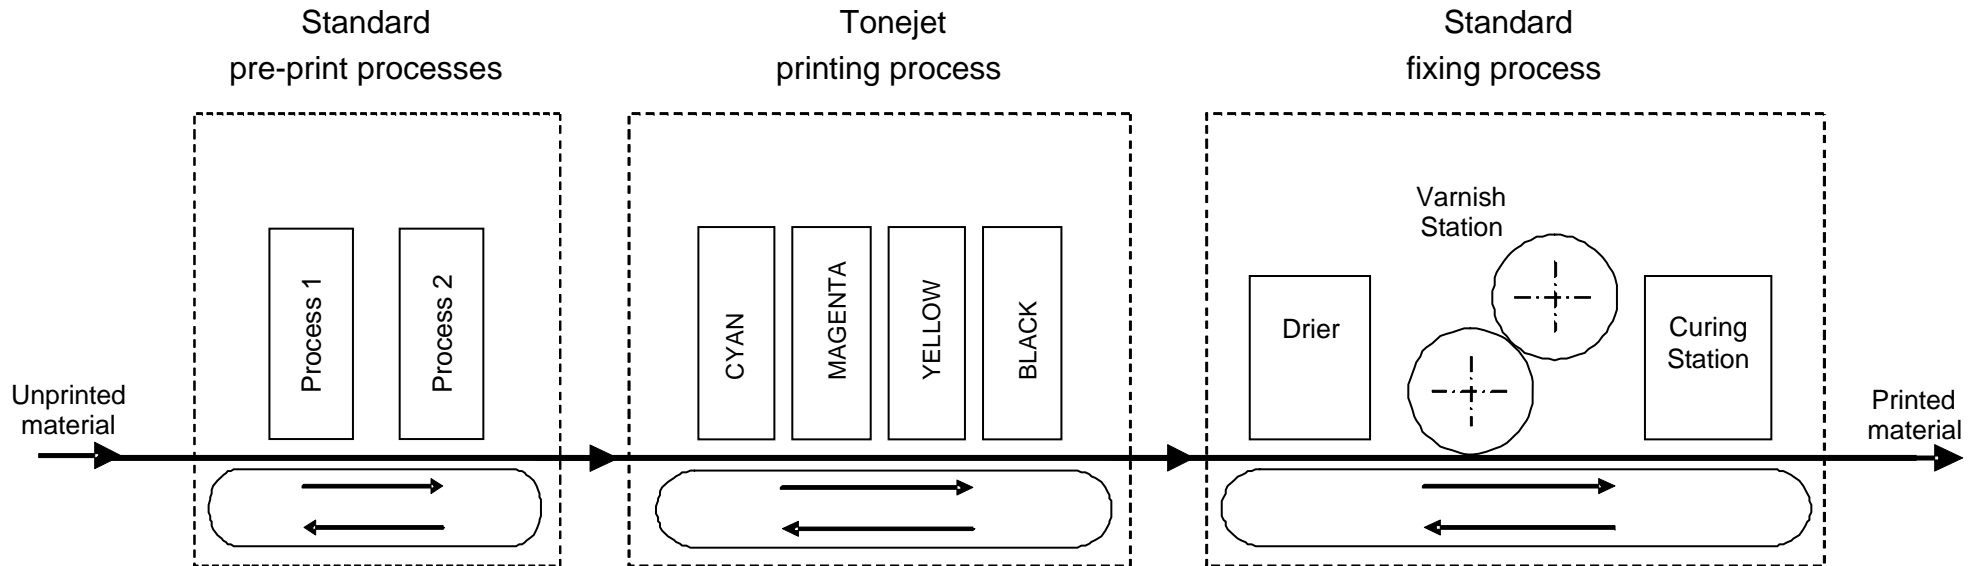 Standard
pre-print processes
Tonejet
printing process
Standard
fixing process
Unprinted
material
Process 1
Process 2
CYAN
MAGENTA
YELLOW
BLACK
Drier
Varnish
Station
Curing
Station
Printed
material